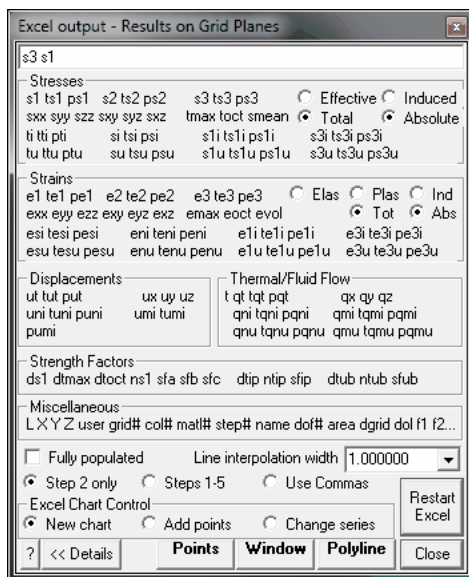 Excel output - Results on Grid Planes
s3 s1
Stresses
s1 ts1 ps1 s2 ts2 ps2 s3 ts3 ps3 Effective Induced
sxx syy szz sxy syz sxz tmax toct smean Total Absolute
ti tti pti si tsi psi s1i ts1i ps1i s3i ts3i ps3i
tu ttu ptu su tsu psu s1u ts1u ps1u s3u ts3u ps3u
Strains
e1 te1 pe1 e2 te2 pe2 e3 te3 pe3 Elas Plas Ind
exx eyy ezz exy eyz exz emax eoct evol Tot Abs
esi tesi pesi eni teni peni e1i te1i pe1i e3i te3i pe3i
esu tesu pesu enu tenu penu e1u te1u pe1u e3u te3u pe3u
Displacements
ut tut put ux uy uz
uni tuni puni umi tumi
pumi
Thermal/Fluid Flow
t qt tqt pqt qx qy qz
qni tqni pqni qmi tqmi pqmi
qnu tqnu pqnu qmu tqmu pqmu
Strength Factors
ds1 dtmax dtoct ns1 sfa sfb sfc dtip ntip sfip dtub ntub sfub
Miscellaneous
L X Y Z user grid# col# matl# step# name dof# area dgrid dol f1 f2...
Fully populated Line interpolation width 1.000000
Step 2 only Steps 1-5 Use Commas
Excel Chart Control
New chart Add points Change series
Restart
Excel
? << Details Points Window Polyline Close